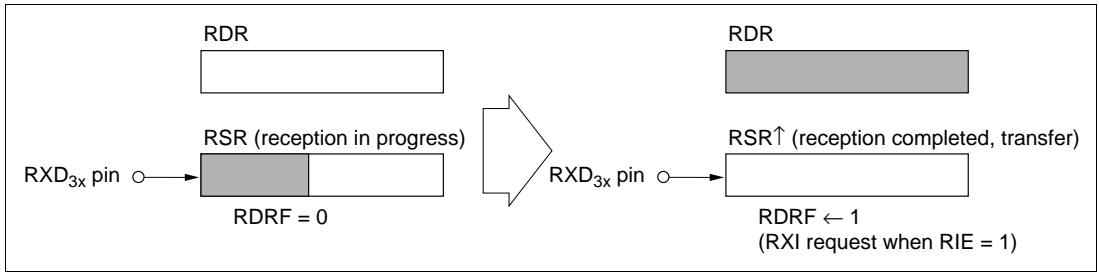 RDR
RSR (reception in progress)
RXD3x pin
RDRF = 0
RDR
RSR↑ (reception completed, transfer)
RXD3x pin
RDRF ← 1
(RXI request when RIE = 1)